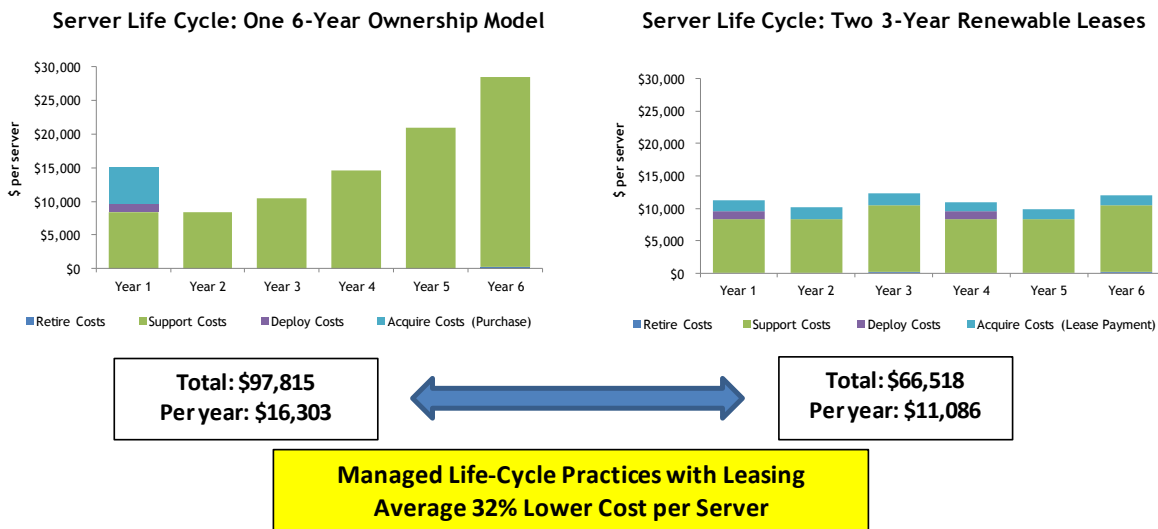 Server Life Cycle: One 6-Year Ownership Model
$30,000
$25,000
$20,000
$15,000
$10,000
$5,000
$0
$ per server
Year 1 Year 2 Year 3 Year 4 Year 5 Year 6
Retire Costs Support Costs Deploy Costs Acquire Costs (Purchase)
Server Life Cycle: Two 3-Year Renewable Leases
$30,000
$25,000
$20,000
$15,000
$10,000
$5,000
$0
$ per server
Year 1 Year 2 Year 3 Year 4 Year 5 Year 6
Retire Costs Support Costs Deploy Costs Acquire Costs (Lease Payment)
Total: $97,815
Per year: $16,303
Total: $66,518
Per year: $11,086
Managed Life-Cycle Practices with Leasing
Average 32% Lower Cost per Server